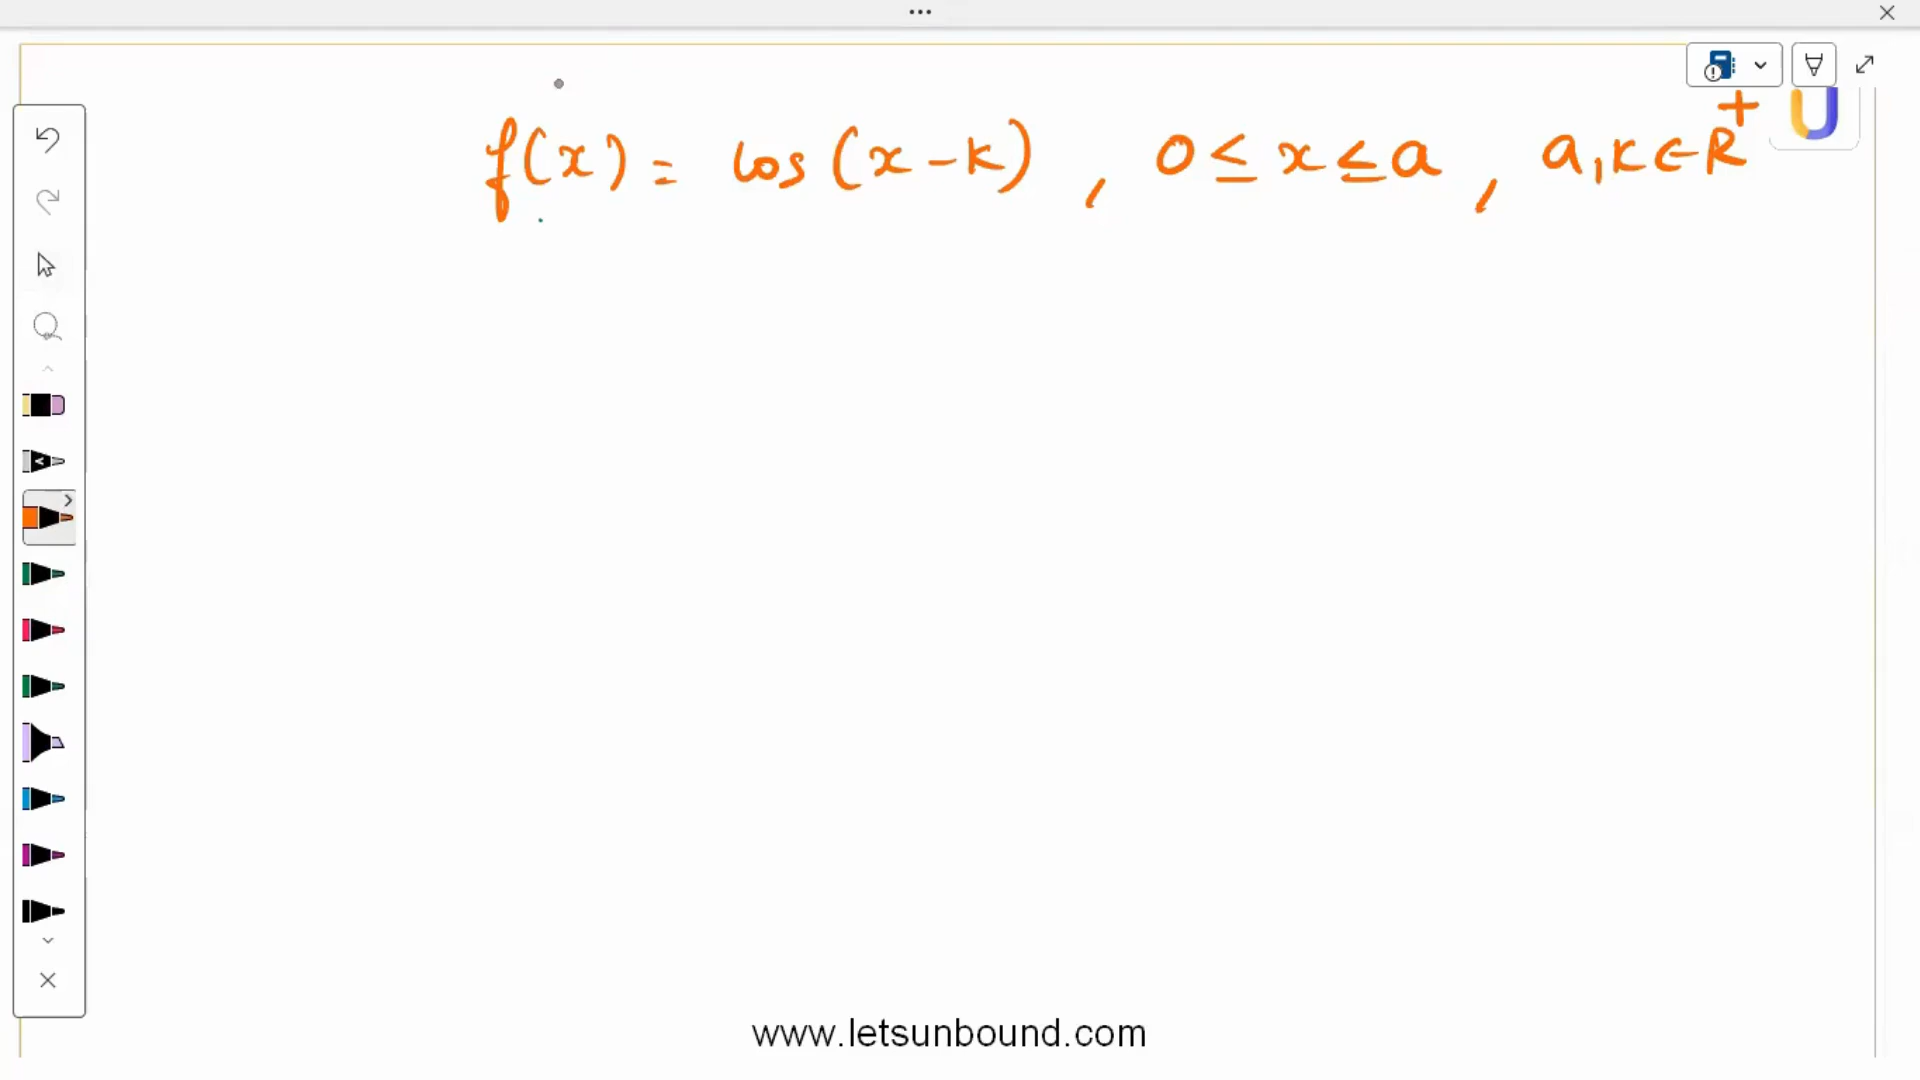 f(x) = cos(x-k) , 0 ≤ x ≤ a , a,k ∈ R⁺
www.letsunbound.com